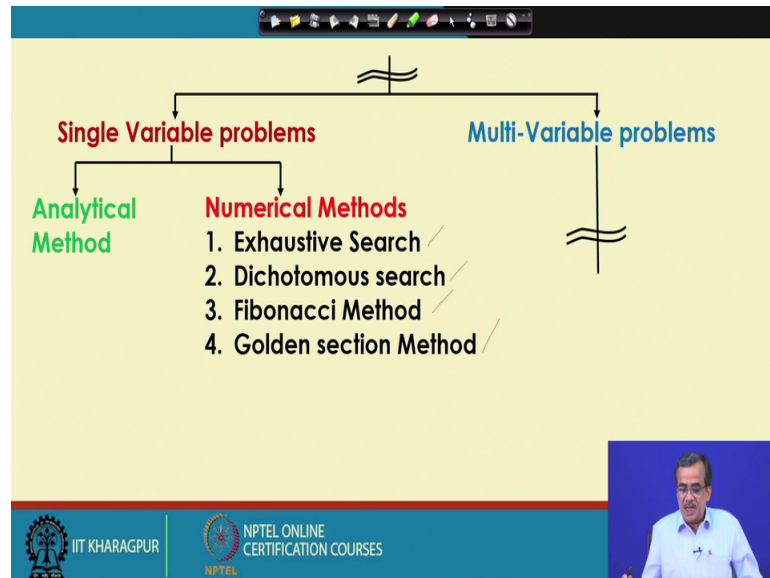 Single Variable problems
Multi-Variable problems
Analytical
Method
Numerical Methods
1. Exhaustive Search
2. Dichotomous search
3. Fibonacci Method
4. Golden section Method
IIT KHARAGPUR
NPTEL
NPTEL ONLINE
CERTIFICATION COURSES